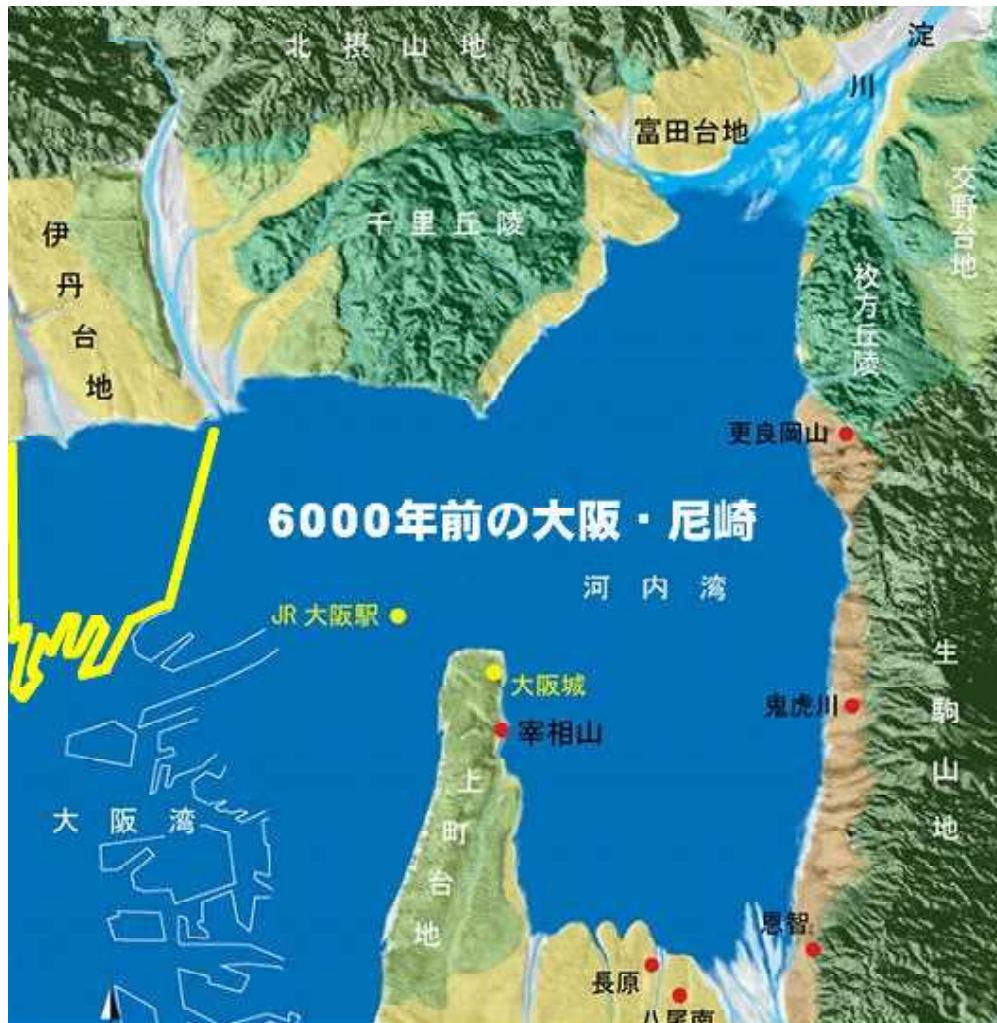 北摂山地
淀川
富田台地
交野台地
千里丘陵
伊丹台地
枚方丘陵
更良岡山
6000年前の大阪・尼崎
河内湾
JR大阪駅
大阪城
生駒山地
鬼虎川
宰相山
上町台地
大阪湾
恩智
長原
八尾南